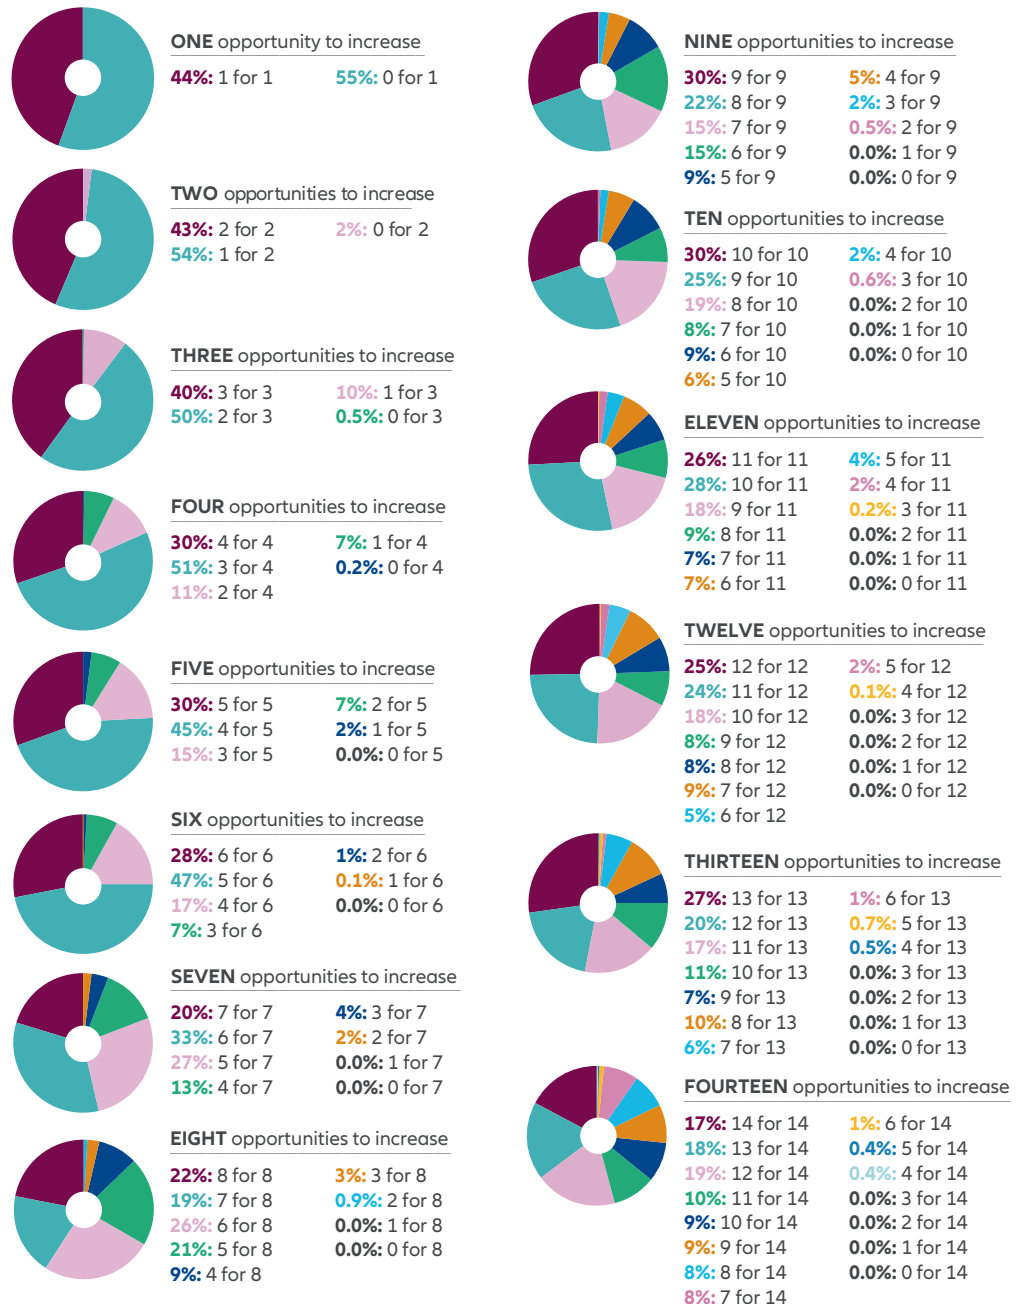 ONE opportunity to increase
44%: 1 for 1 55%: 0 for 1
TWO opportunities to increase
43%: 2 for 2 2%: 0 for 2
54%: 1 for 2
THREE opportunities to increase
40%: 3 for 3 10%: 1 for 3
50%: 2 for 3 0.5%: 0 for 3
FOUR opportunities to increase
30%: 4 for 4 7%: 1 for 4
51%: 3 for 4 0.2%: 0 for 4
11%: 2 for 4
FIVE opportunities to increase
30%: 5 for 5 7%: 2 for 5
45%: 4 for 5 2%: 1 for 5
15%: 3 for 5 0.0%: 0 for 5
SIX opportunities to increase
28%: 6 for 6 1%: 2 for 6
47%: 5 for 6 0.1%: 1 for 6
17%: 4 for 6 0.0%: 0 for 6
7%: 3 for 6
SEVEN opportunities to increase
20%: 7 for 7 4%: 3 for 7
33%: 6 for 7 2%: 2 for 7
27%: 5 for 7 0.0%: 1 for 7
13%: 4 for 7 0.0%: 0 for 7
EIGHT opportunities to increase
22%: 8 for 8 3%: 3 for 8
19%: 7 for 8 0.9%: 2 for 8
26%: 6 for 8 0.0%: 1 for 8
21%: 5 for 8 0.0%: 0 for 8
9%: 4 for 8
NINE opportunities to increase
30%: 9 for 9 5%: 4 for 9
22%: 8 for 9 2%: 3 for 9
15%: 7 for 9 0.5%: 2 for 9
15%: 6 for 9 0.0%: 1 for 9
9%: 5 for 9 0.0%: 0 for 9
TEN opportunities to increase
30%: 10 for 10 2%: 4 for 10
25%: 9 for 10 0.6%: 3 for 10
19%: 8 for 10 0.0%: 2 for 10
8%: 7 for 10 0.0%: 1 for 10
9%: 6 for 10 0.0%: 0 for 10
6%: 5 for 10
ELEVEN opportunities to increase
26%: 11 for 11 4%: 5 for 11
28%: 10 for 11 2%: 4 for 11
18%: 9 for 11 0.2%: 3 for 11
9%: 8 for 11 0.0%: 2 for 11
7%: 7 for 11 0.0%: 1 for 11
7%: 6 for 11 0.0%: 0 for 11
TWELVE opportunities to increase
25%: 12 for 12 2%: 5 for 12
24%: 11 for 12 0.1%: 4 for 12
18%: 10 for 12 0.0%: 3 for 12
8%: 9 for 12 0.0%: 2 for 12
8%: 8 for 12 0.0%: 1 for 12
9%: 7 for 12 0.0%: 0 for 12
5%: 6 for 12
THIRTEEN opportunities to increase
27%: 13 for 13 1%: 6 for 13
20%: 12 for 13 0.7%: 5 for 13
17%: 11 for 13 0.5%: 4 for 13
11%: 10 for 13 0.0%: 3 for 13
7%: 9 for 13 0.0%: 2 for 13
10%: 8 for 13 0.0%: 1 for 13
6%: 7 for 13 0.0%: 0 for 13
FOURTEEN opportunities to increase
17%: 14 for 14 1%: 6 for 14
18%: 13 for 14 0.4%: 5 for 14
19%: 12 for 14 0.4%: 4 for 14
10%: 11 for 14 0.0%: 3 for 14
9%: 10 for 14 0.0%: 2 for 14
9%: 9 for 14 0.0%: 1 for 14
8%: 8 for 14 0.0%: 0 for 14
8%: 7 for 14